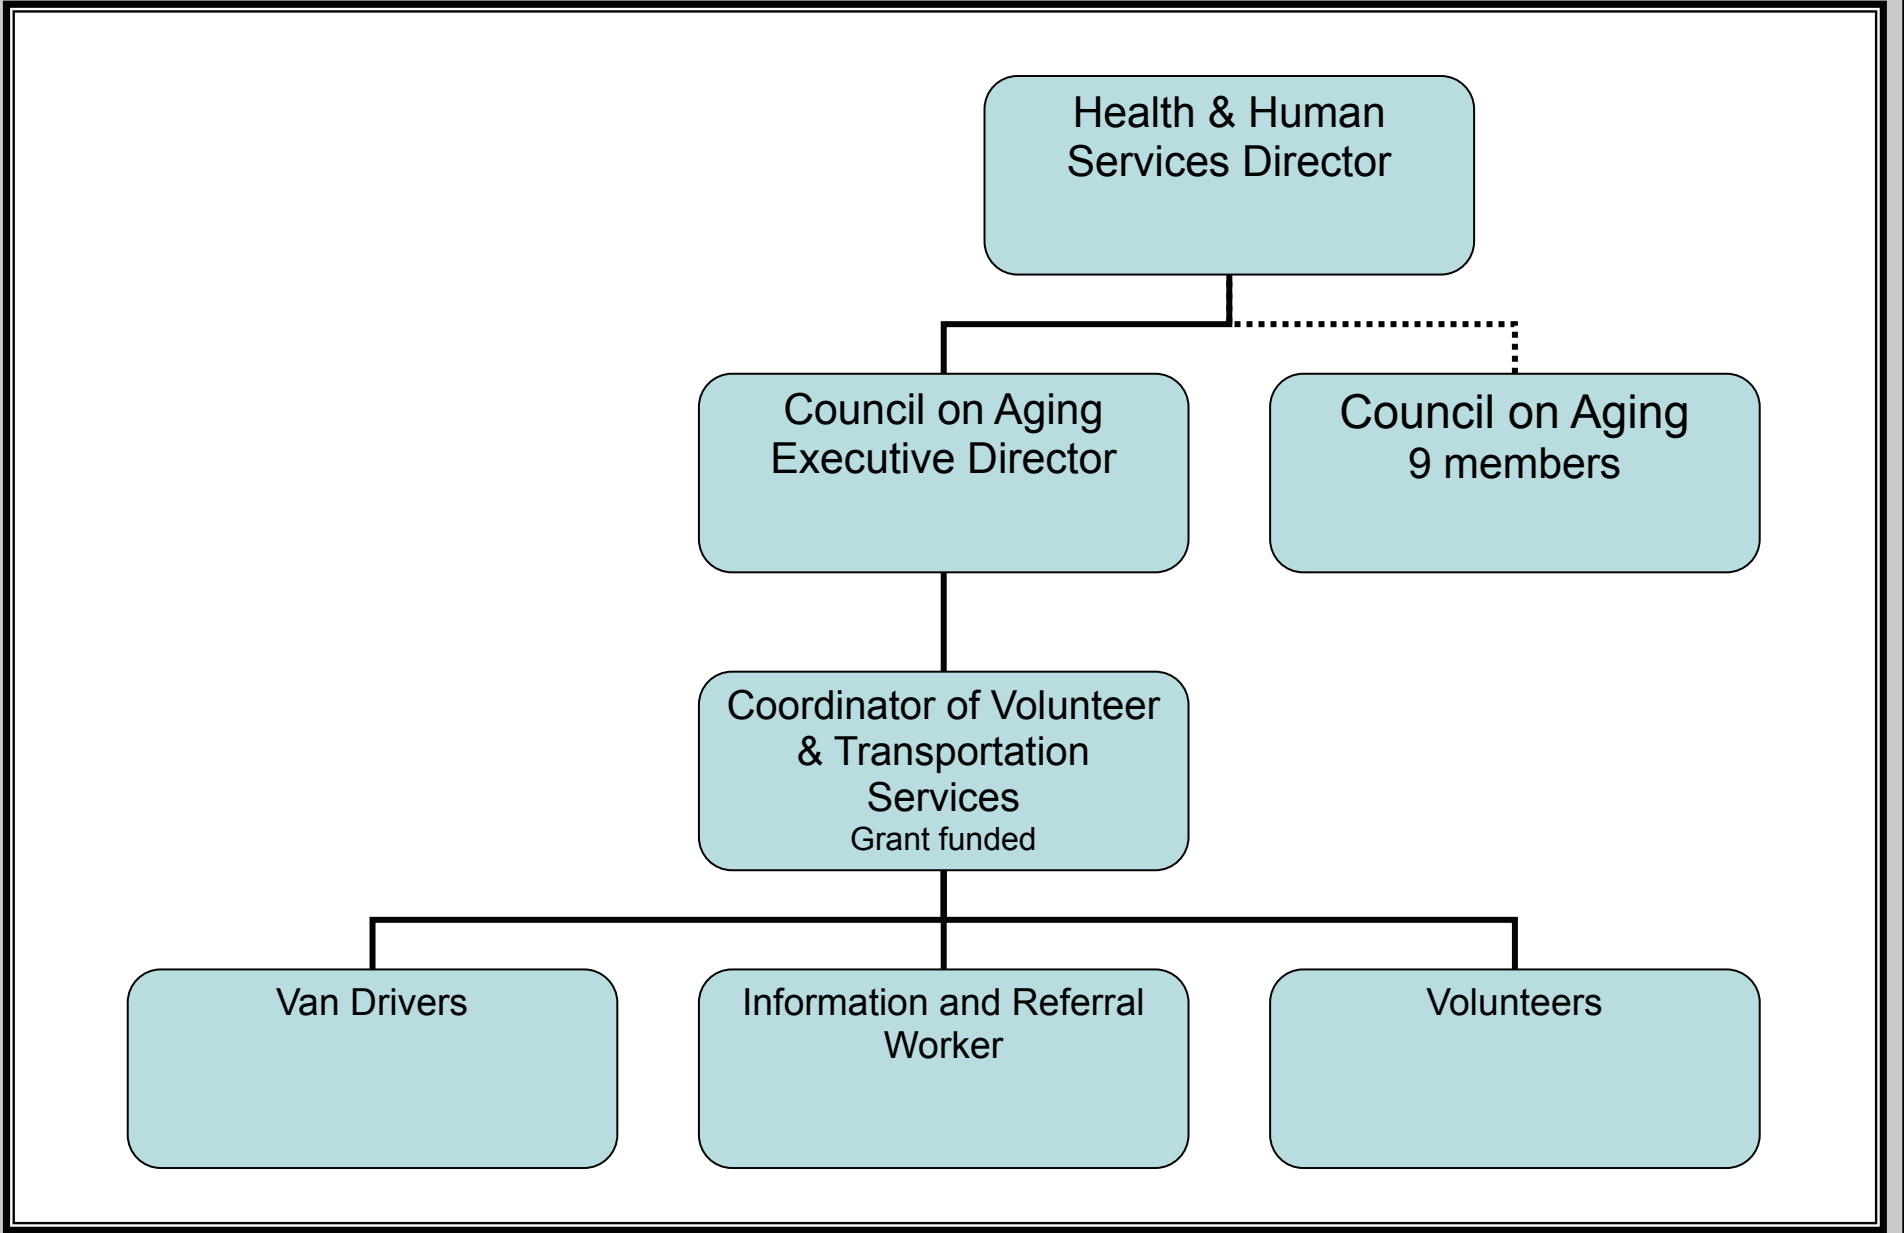 Health & Human
Services Director
Council on Aging
Executive Director
Council on Aging
9 members
Coordinator of Volunteer
& Transportation
Services
Grant funded
Van Drivers
Information and Referral
Worker
Volunteers